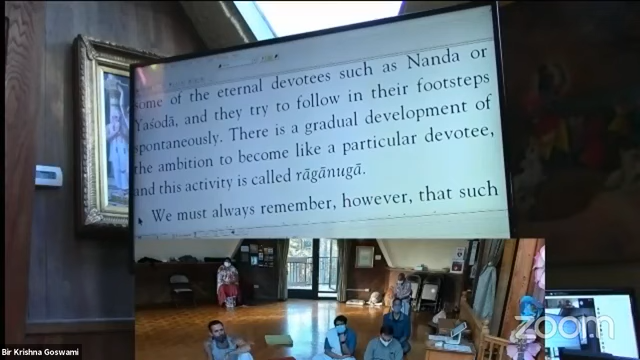 some of the eternal devotees such as Nanda or
Yaśodā, and they try to follow in their footsteps
spontaneously. There is a gradual development of
the ambition to become like a particular devotee,
and this activity is called rāgānugā.
We must always remember, however, that such
Bir Krishna Goswami
zoom